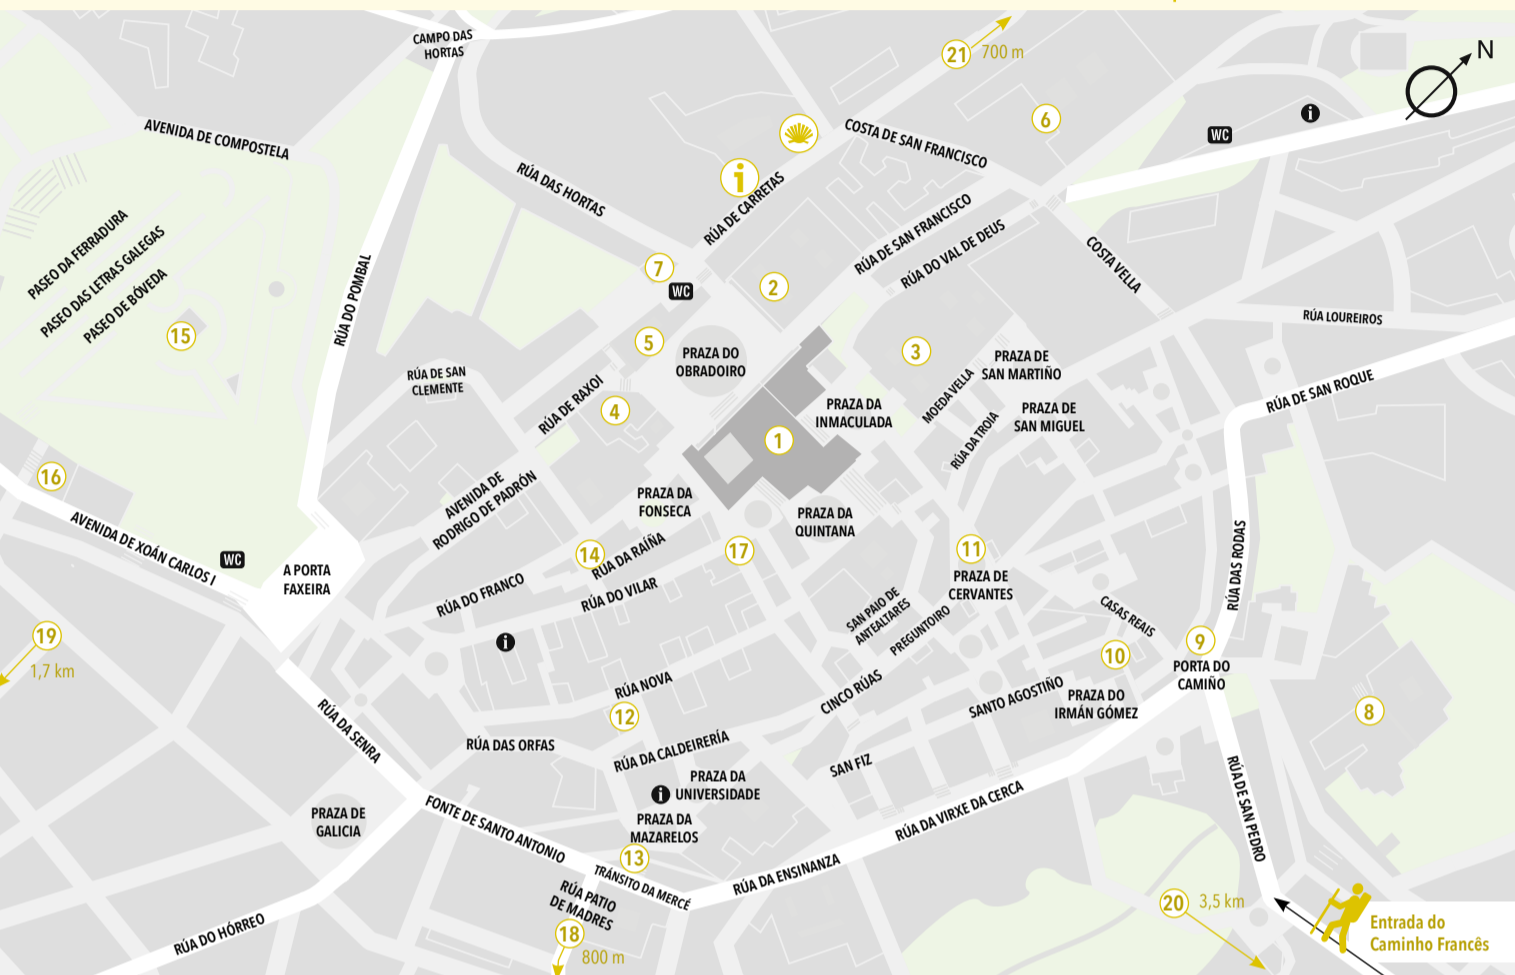 CAMPO DAS
HORTAS
21
700 m
N
AVENIDA DE COMPOSTELA
COSTA DE SAN FRANCISCO
6
WC
i
i
RÚA DAS HORTAS
RÚA DE CARRETAS
PASEO DA FERRADURA
PASEO DAS LETRAS GALEGAS
PASEO DE BÓVEDA
15
RÚA DO POMBAL
7
WC
2
RÚA DE SAN FRANCISCO
RÚA DO VAL DE DEUS
COSTA VELLA
RÚA LOUREIROS
5
PRAZA DO
OBRADOIRO
3
PRAZA DE
SAN MARTIÑO
RÚA DE SAN
CLEMENTE
RÚA DE RAXOI
4
PRAZA DA
INMACULADA
MOEDA VELLA
RÚA DA TROIA
PRAZA DE
SAN MIGUEL
RÚA DE SAN ROQUE
1
16
AVENIDA DE XOÁN CARLOS I
WC
A PORTA
FAXEIRA
AVENIDA DE
RODRIGO DE PADRÓN
PRAZA DA
FONSECA
PRAZA DA
QUINTANA
14
RÚA DA RAÍÑA
17
11
PRAZA DE
CERVANTES
RÚA DAS RODAS
RÚA DO FRANCO
RÚA DO VILAR
SAN PAIO DE
ANTEALTARES
PREGUNTOIRO
CASAS REAIS
19
1,7 km
i
9
PORTA DO
CAMIÑO
10
RÚA NOVA
12
CINCO RÚAS
SANTO AGOSTIÑO
PRAZA DO
IRMÁN GÓMEZ
8
RÚA DA SENRA
RÚA DAS ORFAS
RÚA DA CALDEIRERÍA
SAN FIZ
i
PRAZA DA
UNIVERSIDADE
PRAZA DE
GALICIA
FONTE DE SANTO ANTONIO
PRAZA DA
MAZARELOS
13
TRÁNSITO DA MERCÉ
RÚA DA ENSINANZA
RÚA DA VIRXE DA CERCA
RÚA DE SAN PEDRO
RÚA PATIO
DE MADRES
RÚA DO HÓRREO
18
800 m
20
3,5 km
Entrada do
Caminho Francês